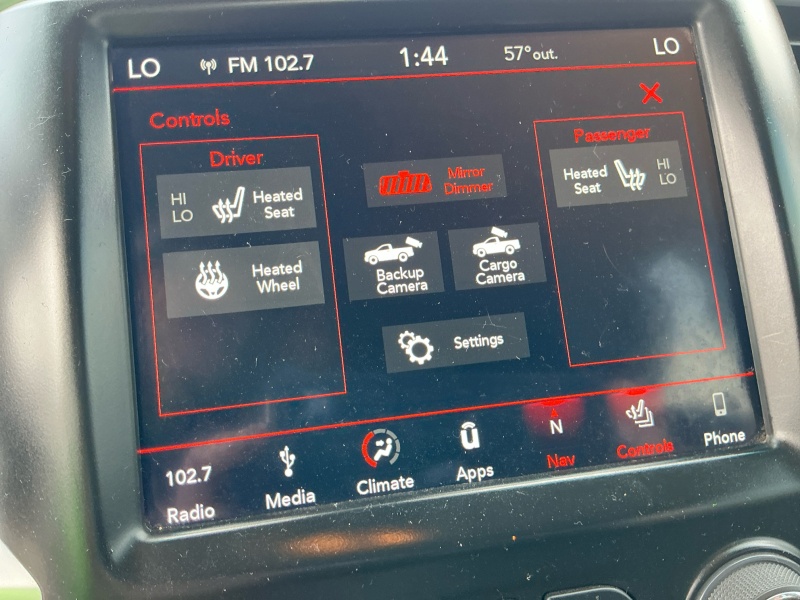 LO FM 102.7 1:44 57°out. LO
Controls
Driver
HI
LO
Heated
Seat
Heated
Wheel
Mirror
Dimmer
Backup
Camera
Cargo
Camera
Settings
Passenger
Heated
Seat
HI
LO
102.7
Radio
Media
Climate
Apps
N
Nav
Controls
Phone